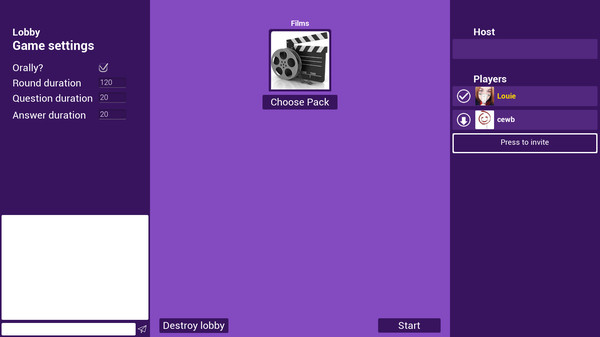 Lobby
Game settings
Orally?
Round duration 120
Question duration 20
Answer duration 20
Films
Choose Pack
Destroy lobby
Start
Host
Players
Louie
cewb
Press to invite